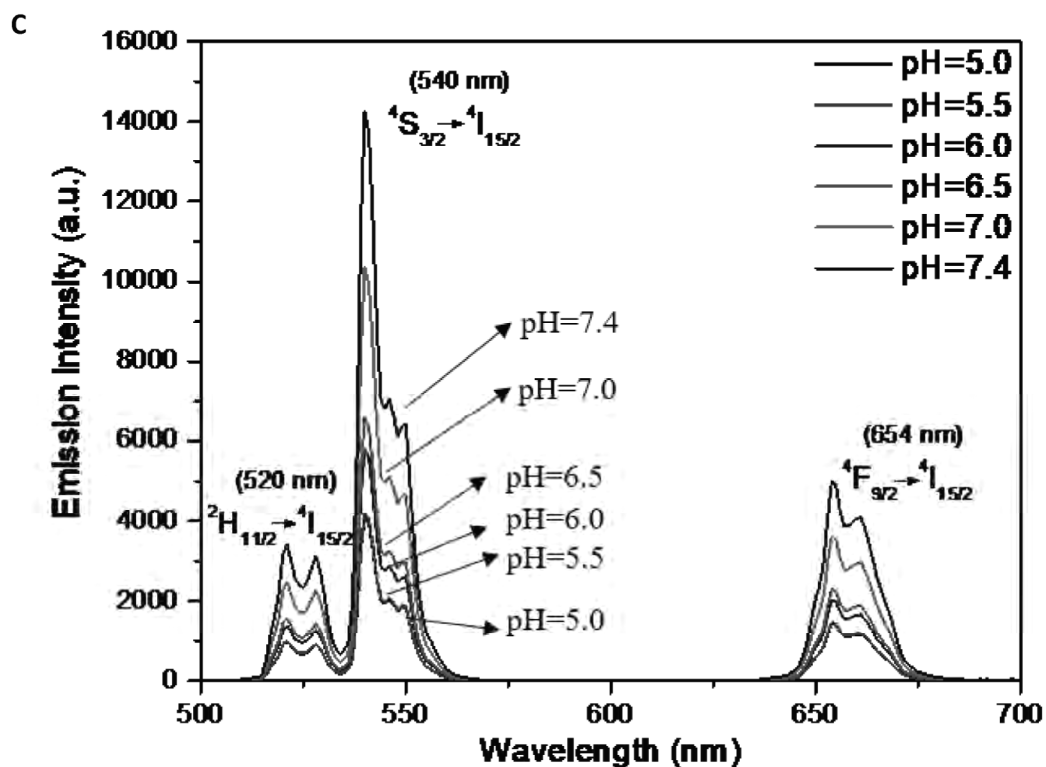 C
16000
14000
12000
10000
8000
6000
4000
2000
0
Emission Intensity (a.u.)
(540 nm)
⁴S₃/₂→⁴I₁₅/₂
pH=5.0
pH=5.5
pH=6.0
pH=6.5
pH=7.0
pH=7.4
pH=7.4
pH=7.0
pH=6.5
pH=6.0
pH=5.5
pH=5.0
(520 nm)
²H₁₁/₂→⁴I₁₅/₂
(654 nm)
⁴F₉/₂→⁴I₁₅/₂
500
550
600
650
700
Wavelength (nm)